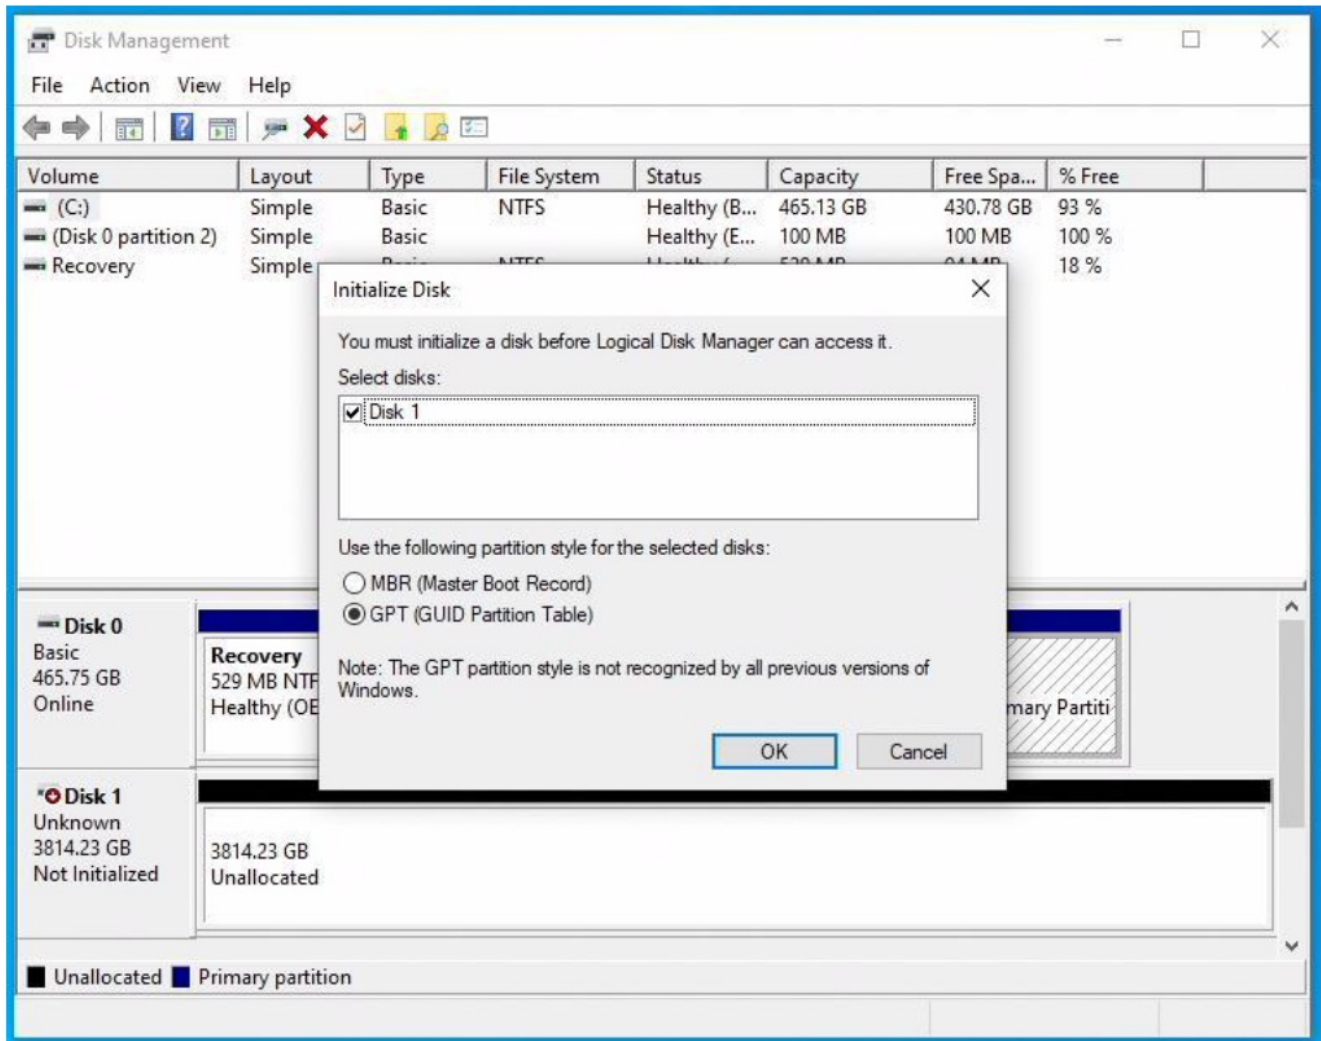 Disk Management
File Action View Help
Volume Layout Type File System Status Capacity Free Spa... % Free
(C:) Simple Basic NTFS Healthy (B... 465.13 GB 430.78 GB 93 %
(Disk 0 partition 2) Simple Basic Healthy (E... 100 MB 100 MB 100 %
Recovery Simple 18 %
Initialize Disk
You must initialize a disk before Logical Disk Manager can access it.
Select disks:
Disk 1
Use the following partition style for the selected disks:
MBR (Master Boot Record)
GPT (GUID Partition Table)
Note: The GPT partition style is not recognized by all previous versions of
Windows.
OK Cancel
Disk 0
Basic
465.75 GB
Online
Recovery
529 MB NTF
Healthy (OE
mary Partiti
Disk 1
Unknown
3814.23 GB
Not Initialized
3814.23 GB
Unallocated
Unallocated Primary partition